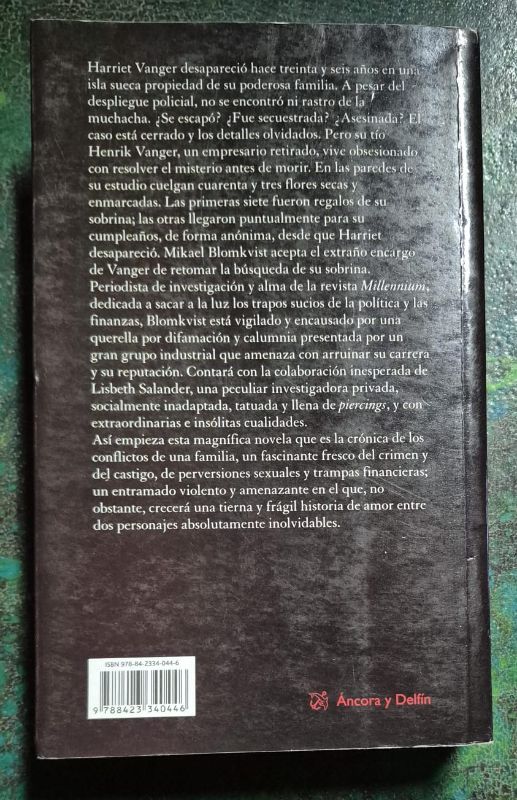 Harriet Vanger desapareció hace treinta y seis años en una
isla sueca propiedad de su poderosa familia. A pesar del
despliegue policial, no se encontró ni rastro de la
muchacha. ¿Se escapó? ¿Fue secuestrada? ¿Asesinada? El
caso está cerrado y los detalles olvidados. Pero su tío
Henrik Vanger, un empresario retirado, vive obsesionado
con resolver el misterio antes de morir. En las paredes de
su estudio cuelgan cuarenta y tres flores secas y
enmarcadas. Las primeras siete fueron regalos de su
sobrina; las otras llegaron puntualmente para su
cumpleaños, de forma anónima, desde que Harriet
desapareció. Mikael Blomkvist acepta el extraño encargo
de Vanger de retomar la búsqueda de su sobrina.
Periodista de investigación y alma de la revista Millennium,
dedicada a sacar a la luz los trapos sucios de la política y las
finanzas, Blomkvist está vigilado y encausado por una
querella por difamación y calumnia presentada por un
gran grupo industrial que amenaza con arruinar su carrera
y su reputación. Contará con la colaboración inesperada de
Lisbeth Salander, una peculiar investigadora privada,
socialmente inadaptada, tatuada y llena de piercings, y con
extraordinarias e insólitas cualidades.
Así empieza esta magnífica novela que es la crónica de los
conflictos de una familia, un fascinante fresco del crimen y
del castigo, de perversiones sexuales y trampas financieras;
un entramado violento y amenazante en el que, no
obstante, crecerá una tierna y frágil historia de amor entre
dos personajes absolutamente inolvidables.
ISBN 978-84-2334-044-6
9 788423 340446
Áncora y Delfín